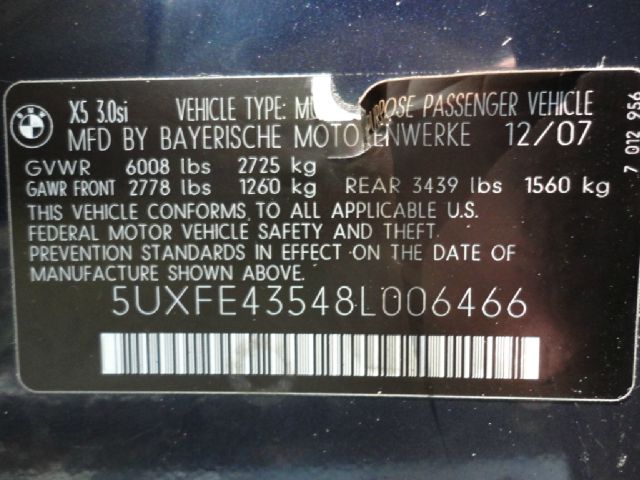 BMW
X5 3.0si VEHICLE TYPE: PASSENGER VEHICLE
MFD BY BAYERISCHE 12/07
GVWR 6008 lbs 2725 kg
GAWR FRONT 2778 lbs 1260 kg REAR 3439 lbs 1560 kg
THIS VEHICLE CONFORMS TO ALL APPLICABLE U.S.
FEDERAL MOTOR VEHICLE SAFETY AND THEFT
PREVENTION STANDARDS IN EFFECT ON THE DATE OF
MANUFACTURE SHOWN ABOVE.
5UXFE43548L006466
7 012 956